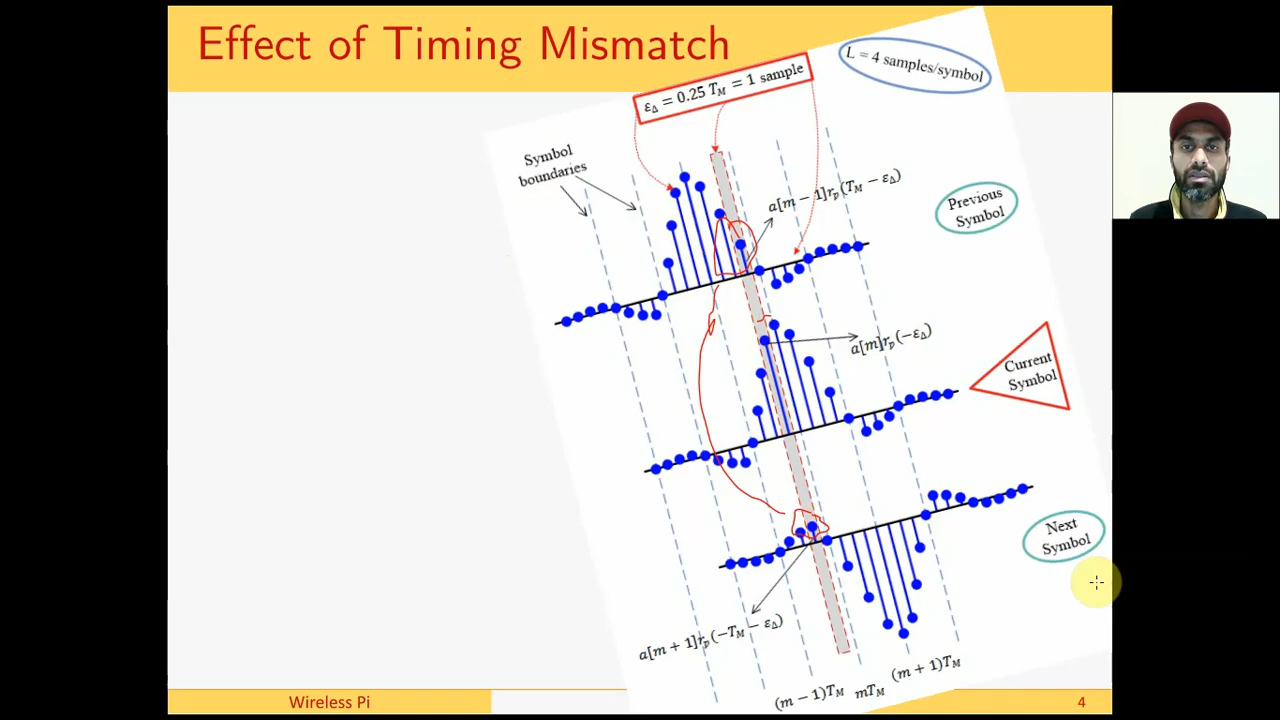 Effect of Timing Mismatch
L = 4 samples/symbol
ε_Δ = 0.25 T_M = 1 sample
Symbol
boundaries
a[m − 1]r_p(T_M − ε_Δ)
Previous
Symbol
a[m]r_p(−ε_Δ)
Current
Symbol
Next
Symbol
a[m + 1]r_p(−T_M − ε_Δ)
(m − 1)T_M mT_M (m + 1)T_M
Wireless Pi 4